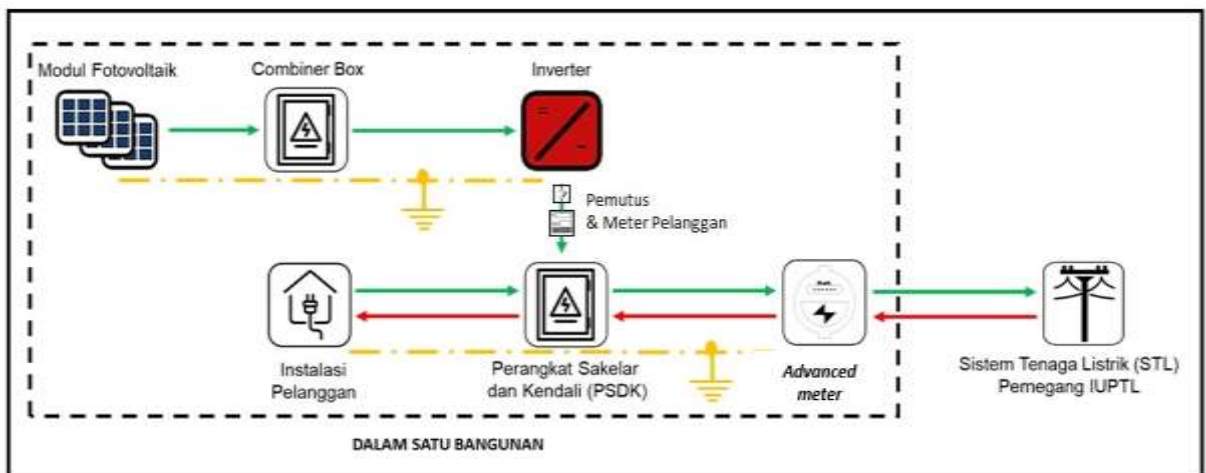 Modul Fotovoltaik
Combiner Box
Inverter
Pemutus
& Meter Pelanggan
Instalasi
Pelanggan
Perangkat Sakelar
dan Kendali (PSDK)
Advanced
meter
Sistem Tenaga Listrik (STL)
Pemegang IUPTL
DALAM SATU BANGUNAN